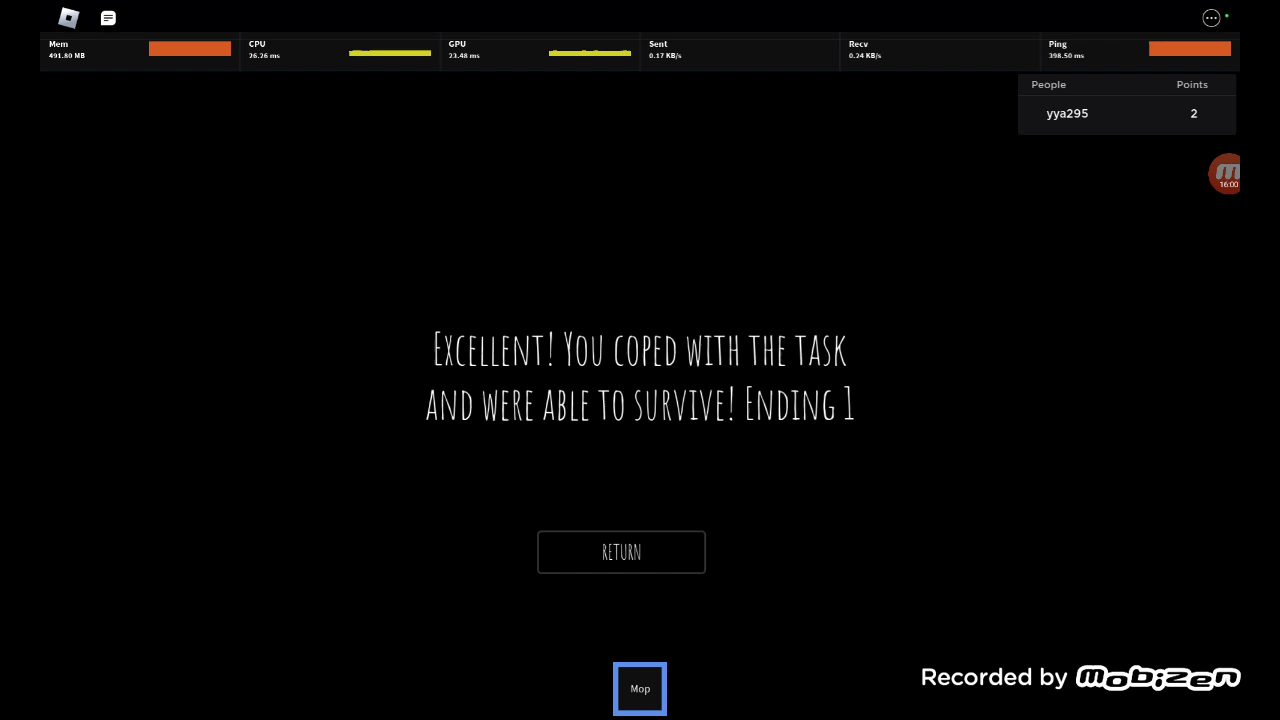 Mem CPU GPU Sent Recv Ping
491.80 MB 26.26 ms 23.48 ms 0.17 KB/s 0.24 KB/s 398.50 ms
People Points
yya295 2
16:00
Excellent! You coped with the task
and were able to survive! Ending 1
RETURN
Mop
Recorded by mobizen